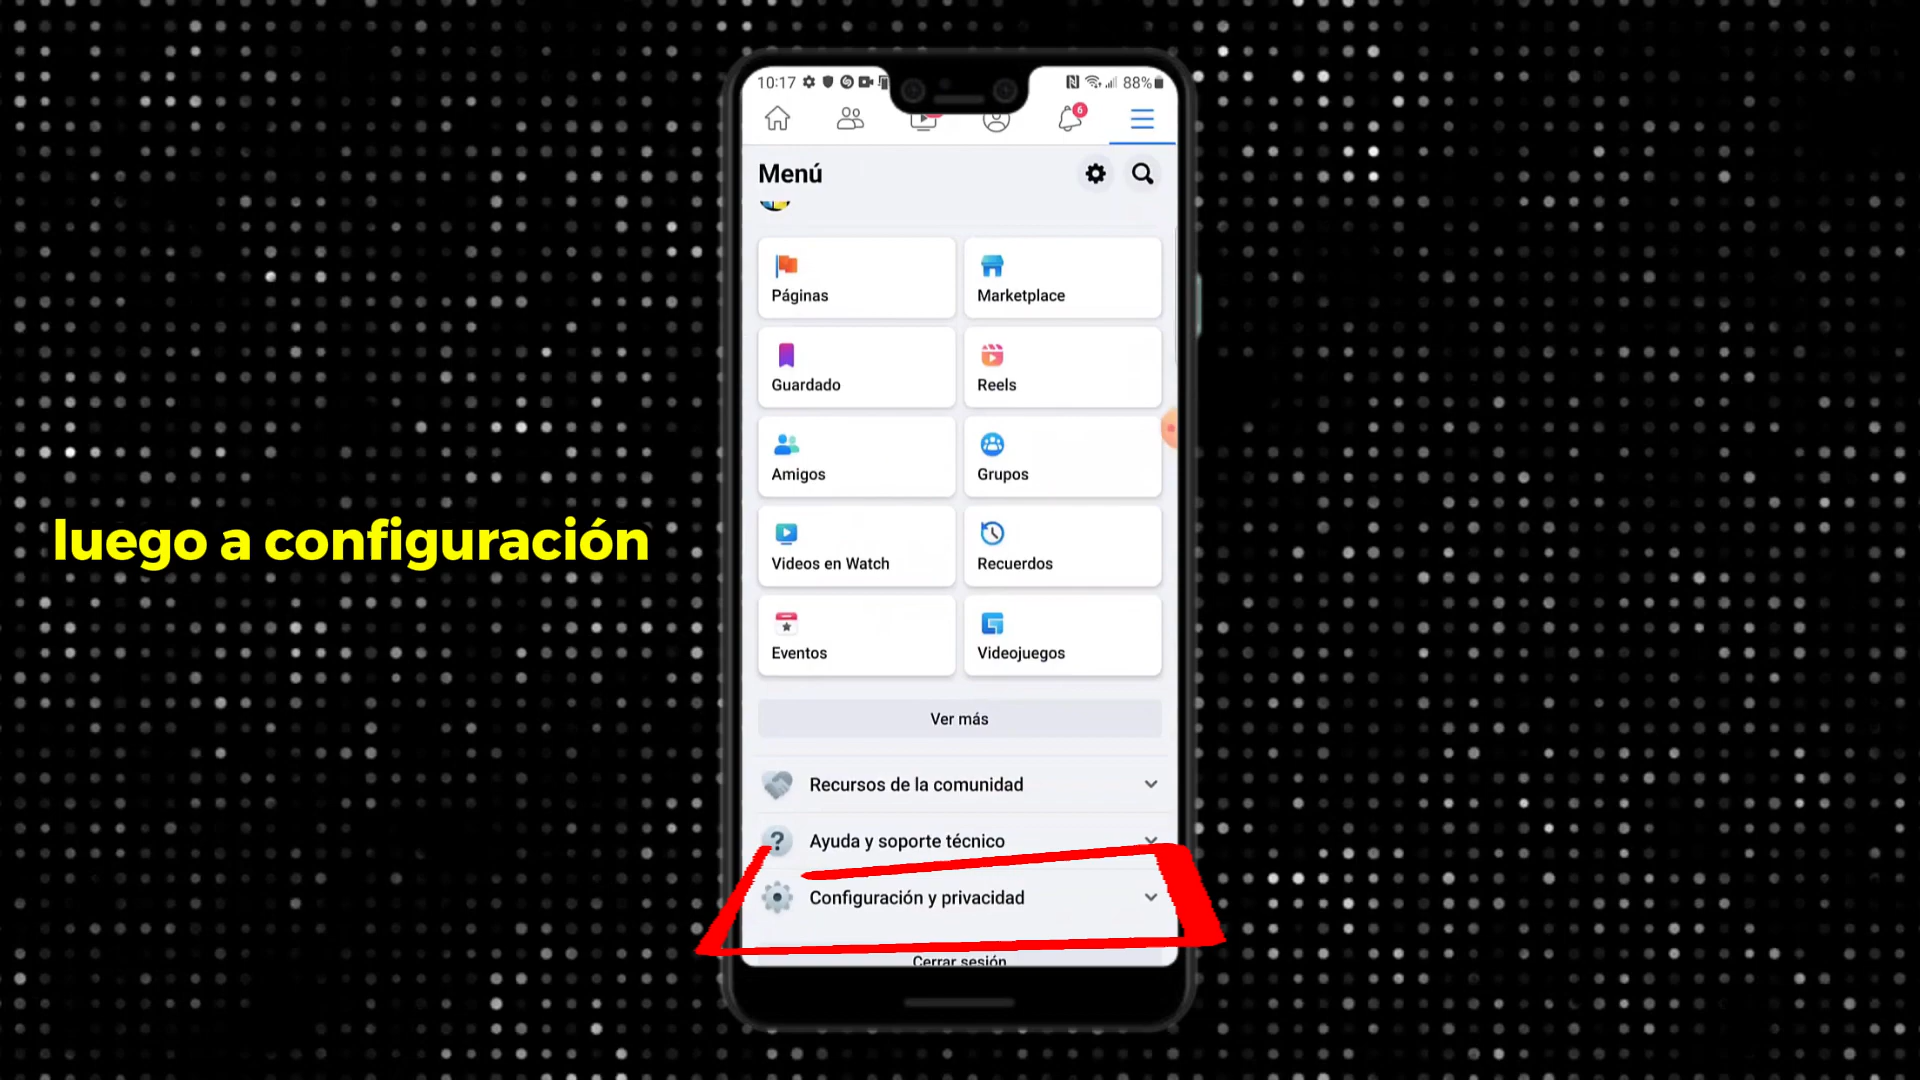 10:17
88%
6
Menú
Páginas
Marketplace
Guardado
Reels
Amigos
Grupos
luego a configuración
Videos en Watch
Recuerdos
Eventos
Videojuegos
Ver más
Recursos de la comunidad
? Ayuda y soporte técnico
Configuración y privacidad
Cerrar sesión